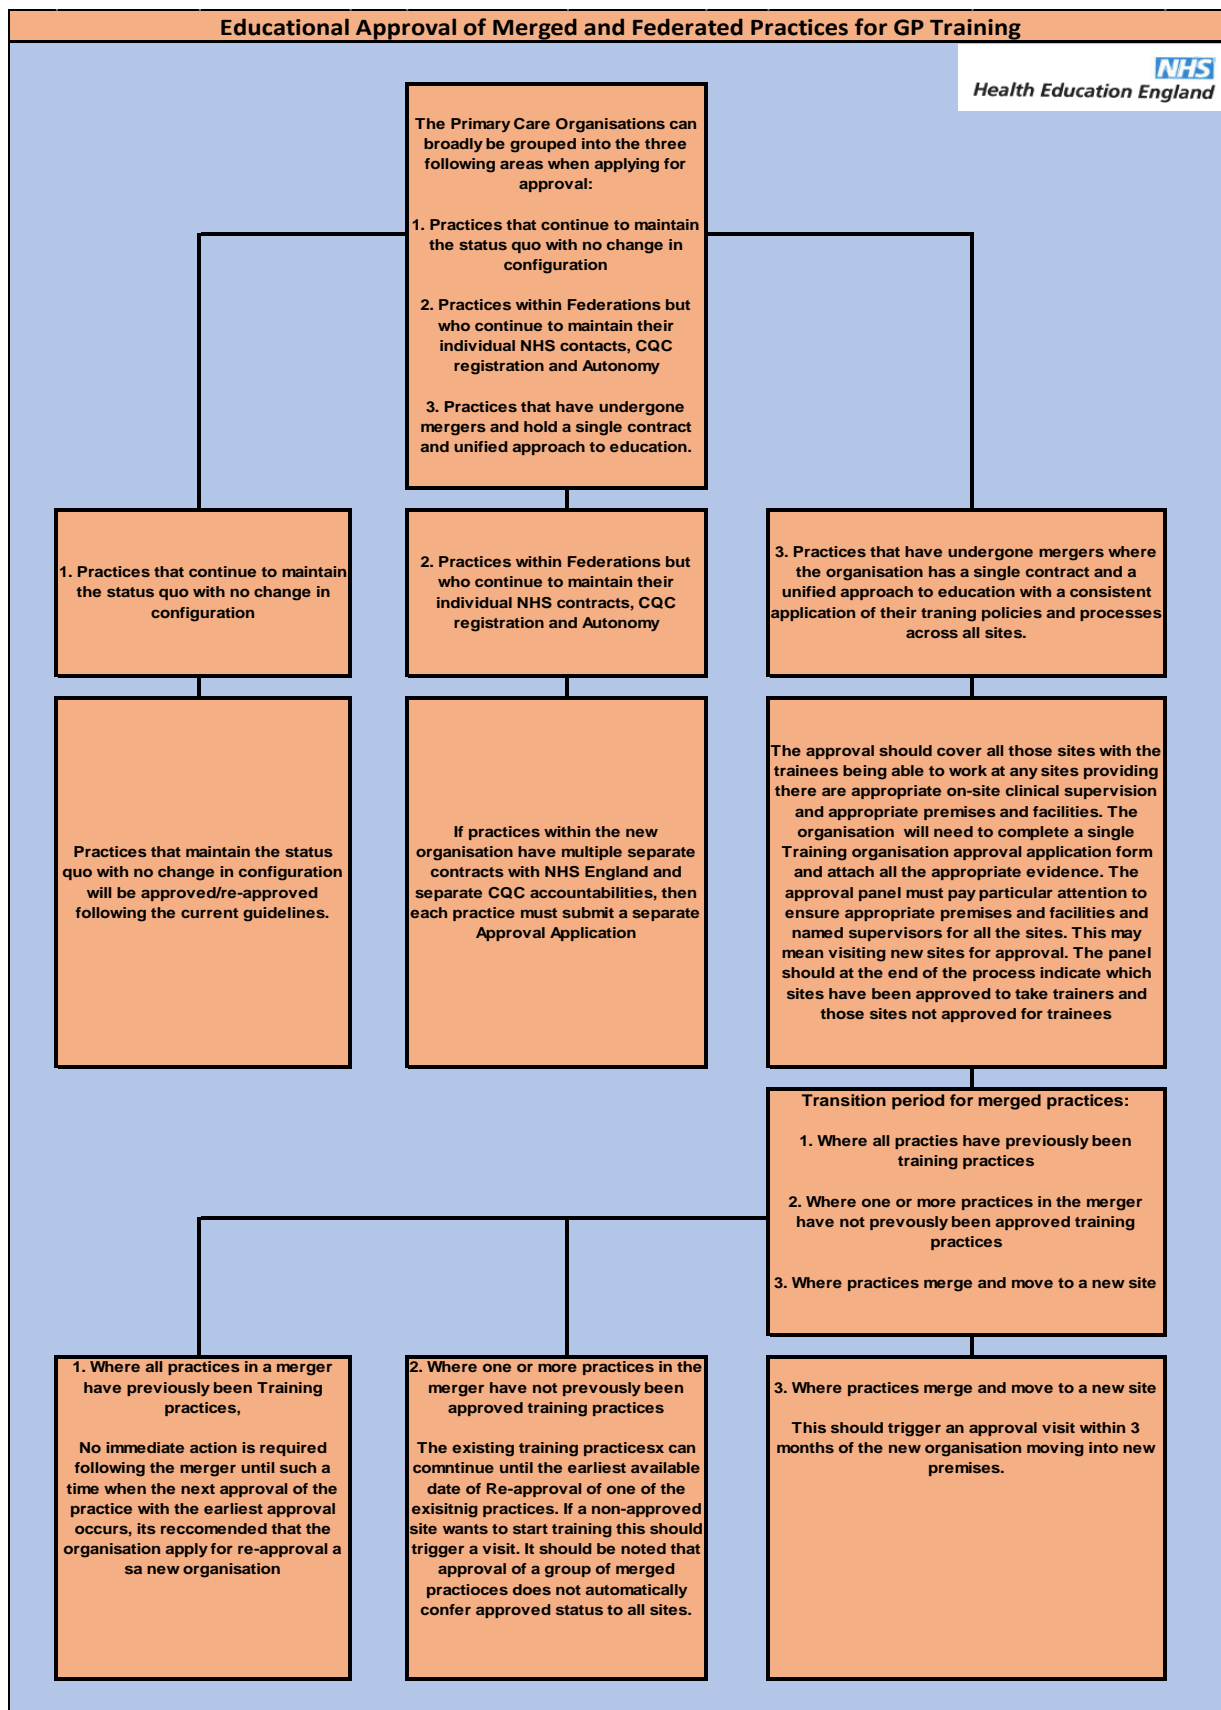 Educational Approval of Merged and Federated Practices for GP Training
NHS
Health Education England
The Primary Care Organisations can
broadly be grouped into the three
following areas when applying for
approval:
1. Practices that continue to maintain
the status quo with no change in
configuration
2. Practices within Federations but
who continue to maintain their
individual NHS contacts, CQC
registration and Autonomy
3. Practices that have undergone
mergers and hold a single contract
and unified approach to education.
1. Practices that continue to maintain
the status quo with no change in
configuration
2. Practices within Federations but
who continue to maintain their
individual NHS contracts, CQC
registration and Autonomy
3. Practices that have undergone mergers where
the organisation has a single contract and a
unified approach to education with a consistent
application of their traning policies and processes
across all sites.
Practices that maintain the status
quo with no change in configuration
will be approved/re-approved
following the current guidelines.
If practices within the new
organisation have multiple separate
contracts with NHS England and
separate CQC accountabilities, then
each practice must submit a separate
Approval Application
The approval should cover all those sites with the
trainees being able to work at any sites providing
there are appropriate on-site clinical supervision
and appropriate premises and facilities. The
organisation  will need to complete a single
Training organisation approval application form
and attach all the appropriate evidence. The
approval panel must pay particular attention to
ensure appropriate premises and facilities and
named supervisors for all the sites. This may
mean visiting new sites for approval. The panel
should at the end of the process indicate which
sites have been approved to take trainers and
those sites not approved for trainees
Transition period for merged practices:
1. Where all practies have previously been
training practices
2. Where one or more practices in the merger
have not prevously been approved training
practices
3. Where practices merge and move to a new site
1. Where all practices in a merger
have previously been Training
practices,
No immediate action is required
following the merger until such a
time when the next approval of the
practice with the earliest approval
occurs, its reccomended that the
organisation apply for re-approval a
sa new organisation
2. Where one or more practices in the
merger have not prevously been
approved training practices
The existing training practicesx can
comntinue until the earliest available
date of Re-approval of one of the
exisitnig practices. If a non-approved
site wants to start training this should
trigger a visit. It should be noted that
approval of a group of merged
practioces does not automatically
confer approved status to all sites.
3. Where practices merge and move to a new site
This should trigger an approval visit within 3
months of the new organisation moving into new
premises.